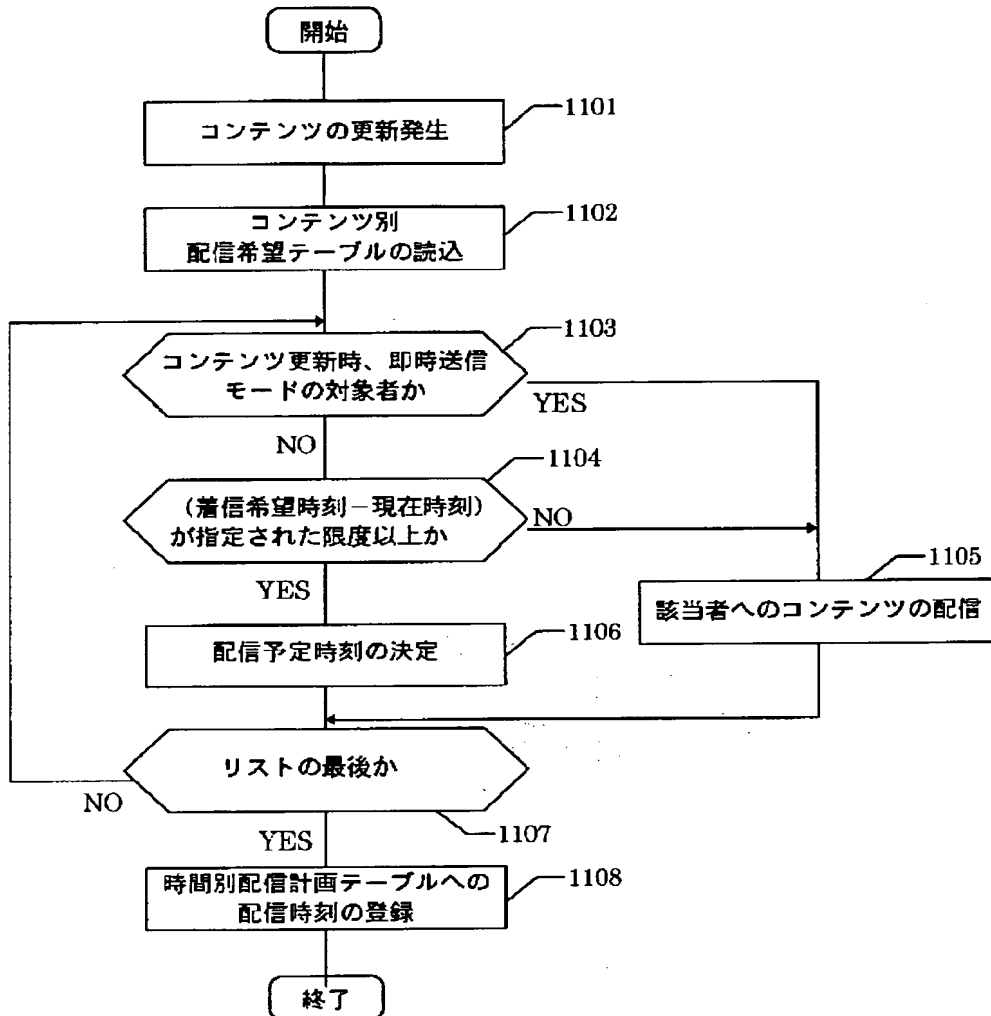 開始
コンテンツの更新発生
1101
コンテンツ別
配信希望テーブルの読込
1102
コンテンツ更新時、即時送信
モードの対象者か
1103
YES
NO
(着信希望時刻－現在時刻)
が指定された限度以上か
1104
NO
YES
該当者へのコンテンツの配信
1105
配信予定時刻の決定
1106
リストの最後か
NO
1107
YES
時間別配信計画テーブルへの
配信時刻の登録
1108
終了